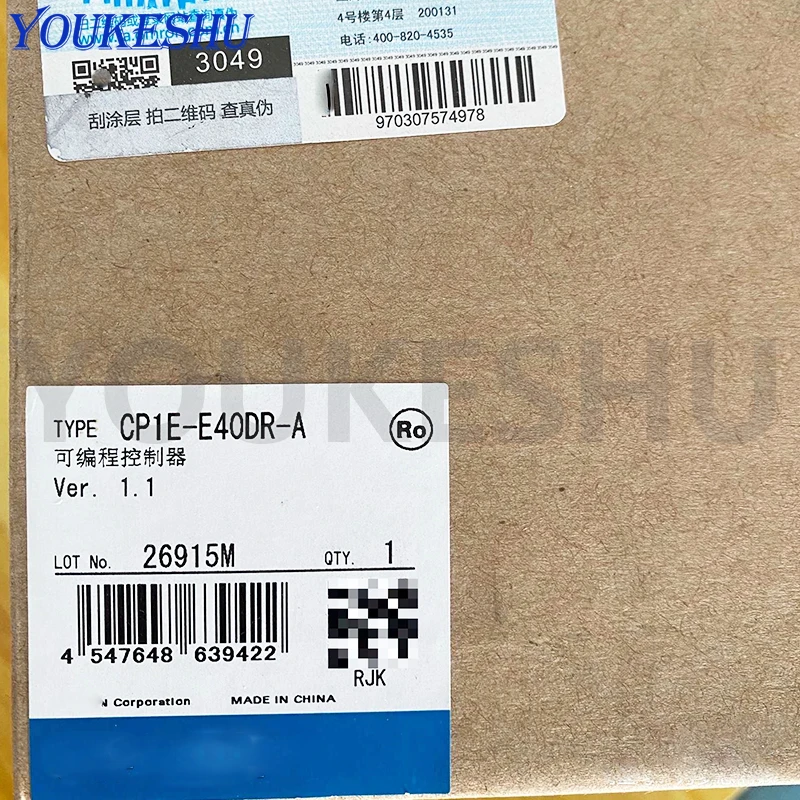 YOUKESHU
4号楼第4层 200131
电话:400-820-4535
3049
刮涂层 拍二维码 查真伪
970307574978
YOUKESHU
TYPE CP1E-E40DR-A
Ro
可编程控制器
Ver. 1.1
LOT No. 26915M QTY. 1
4 547648 639422
RJK
Corporation MADE IN CHINA